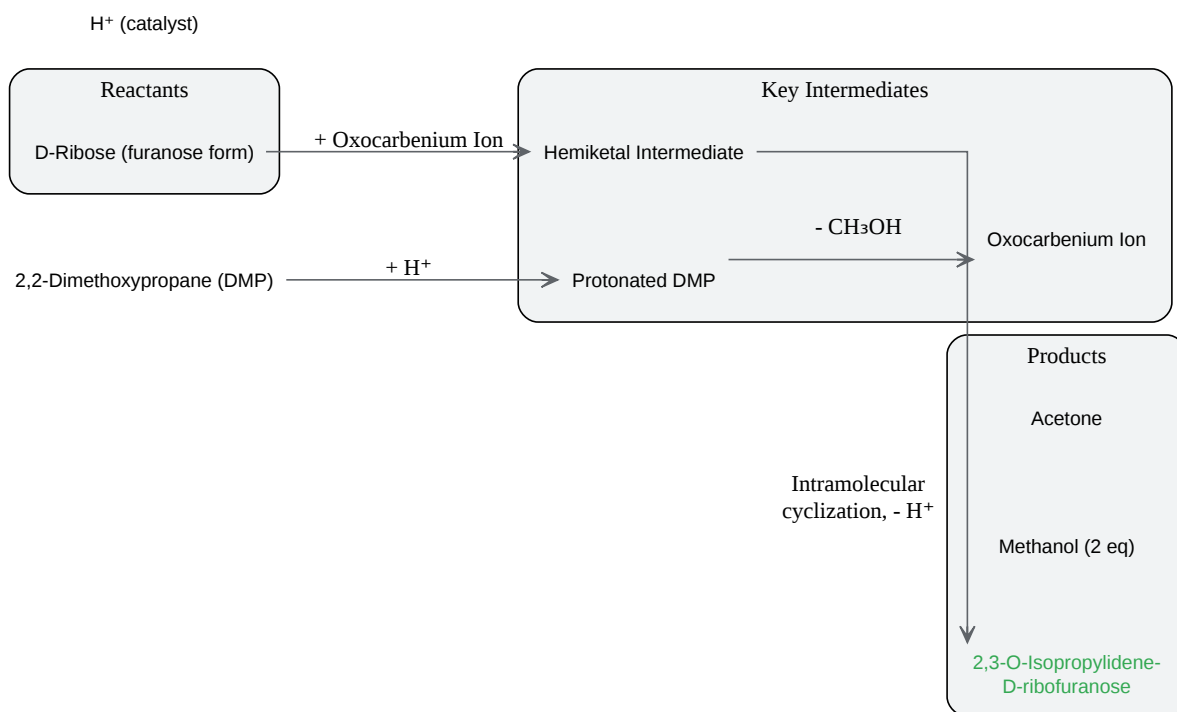 H⁺ (catalyst)
Reactants
Key Intermediates
D-Ribose (furanose form)
+ Oxocarbenium Ion
Hemiketal Intermediate
- CH₃OH
Oxocarbenium Ion
2,2-Dimethoxypropane (DMP)
+ H⁺
Protonated DMP
Products
Acetone
Intramolecular
cyclization, - H⁺
Methanol (2 eq)
2,3-O-Isopropylidene-
D-ribofuranose